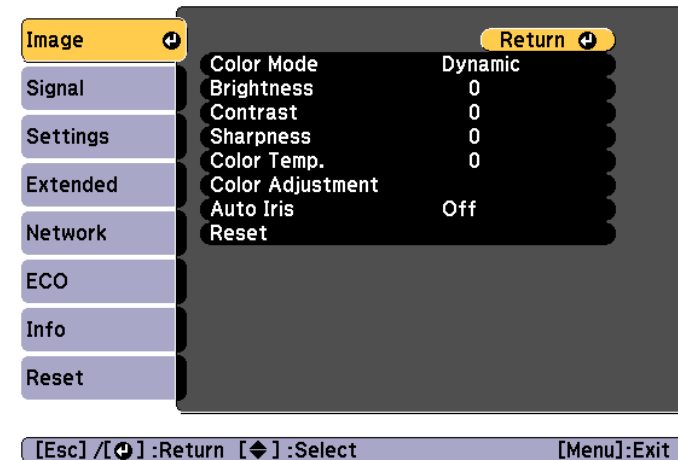 Image
Return
Color Mode Dynamic
Brightness 0
Signal
Contrast 0
Sharpness 0
Settings
Color Temp. 0
Color Adjustment
Extended
Auto Iris Off
Reset
Network
ECO
Info
Reset
[Esc] /[ ] :Return [ ] :Select [Menu]:Exit